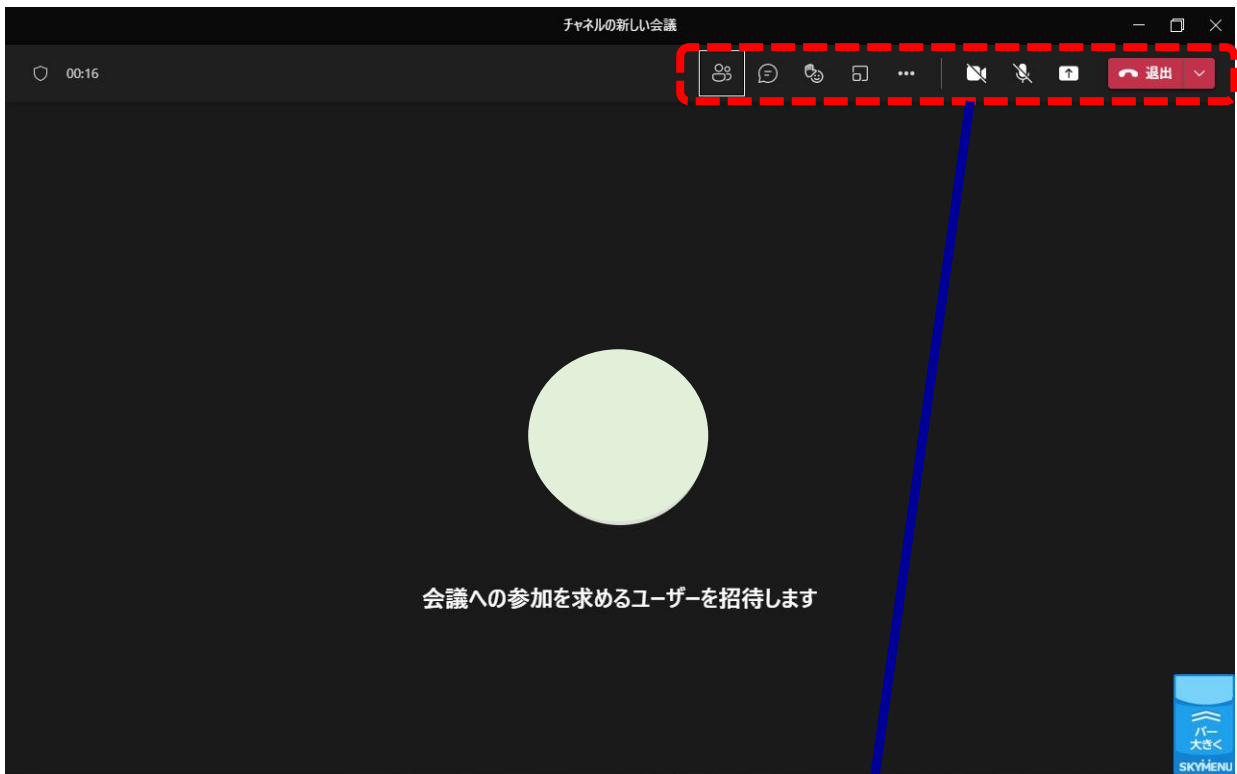 チャネルの新しい会議
00:16
退出
会議への参加を求めるユーザーを招待します
バー
大きく
SKYMENU